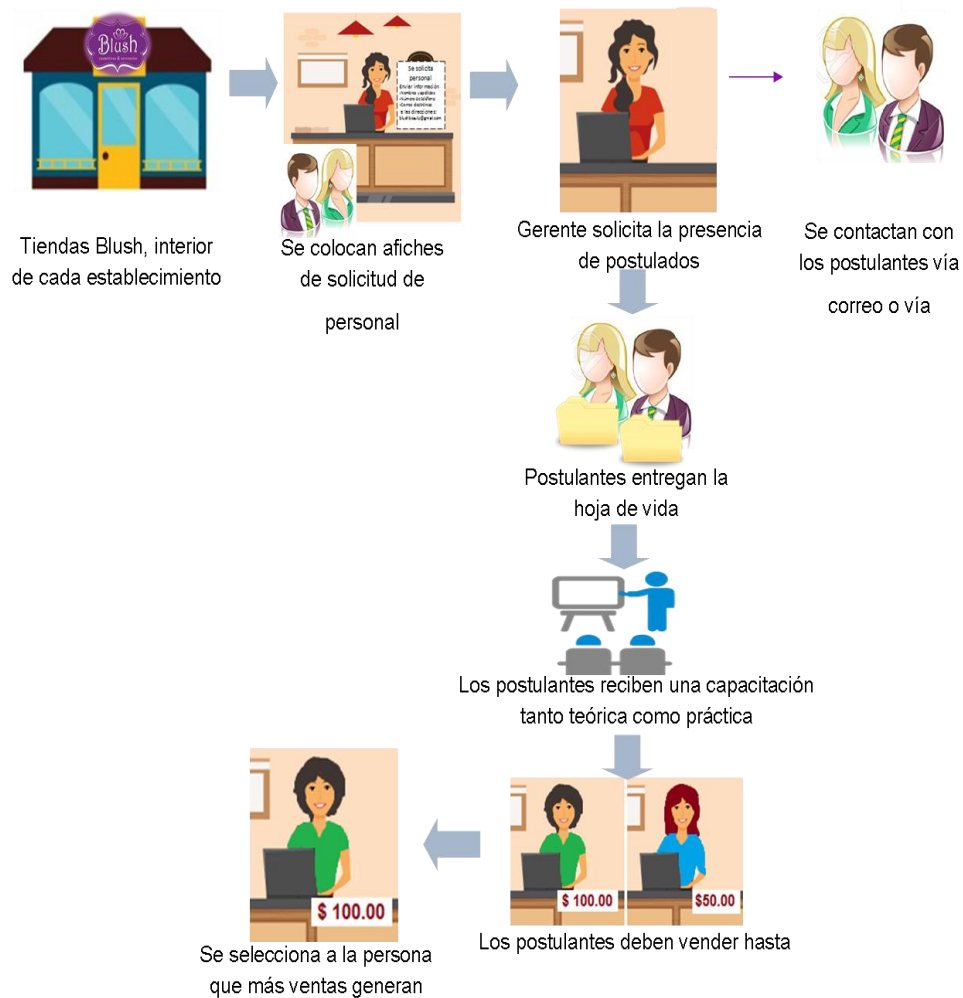 Blush
Se solicita
personal
Enviar información
Tiendas Blush, interior
de cada establecimiento
Se colocan afiches
de solicitud de
personal
Gerente solicita la presencia
de postulados
Se contactan con
los postulantes vía
correo o vía
Postulantes entregan la
hoja de vida
Los postulantes reciben una capacitación
tanto teórica como práctica
$ 100.00
$50.00
Los postulantes deben vender hasta
$ 100.00
Se selecciona a la persona
que más ventas generan